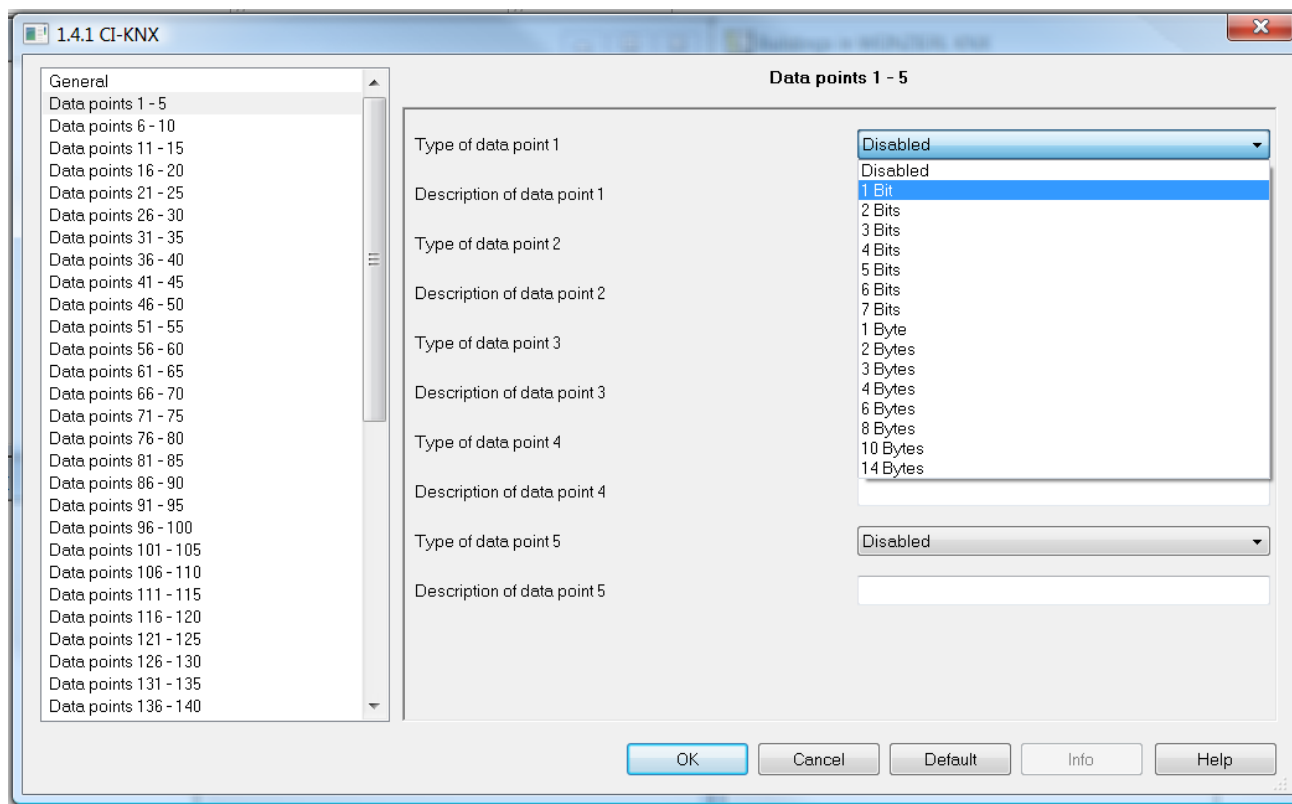 1.4.1 CI-KNX
General
Data points 1 - 5
Data points 6 - 10
Data points 11 - 15
Data points 16 - 20
Data points 21 - 25
Data points 26 - 30
Data points 31 - 35
Data points 36 - 40
Data points 41 - 45
Data points 46 - 50
Data points 51 - 55
Data points 56 - 60
Data points 61 - 65
Data points 66 - 70
Data points 71 - 75
Data points 76 - 80
Data points 81 - 85
Data points 86 - 90
Data points 91 - 95
Data points 96 - 100
Data points 101 - 105
Data points 106 - 110
Data points 111 - 115
Data points 116 - 120
Data points 121 - 125
Data points 126 - 130
Data points 131 - 135
Data points 136 - 140
Data points 1 - 5
Type of data point 1
Disabled
Disabled
1 Bit
2 Bits
3 Bits
4 Bits
5 Bits
6 Bits
7 Bits
1 Byte
2 Bytes
3 Bytes
4 Bytes
6 Bytes
8 Bytes
10 Bytes
14 Bytes
Description of data point 1
Type of data point 2
Description of data point 2
Type of data point 3
Description of data point 3
Type of data point 4
Description of data point 4
Type of data point 5
Disabled
Description of data point 5
OK
Cancel
Default
Info
Help